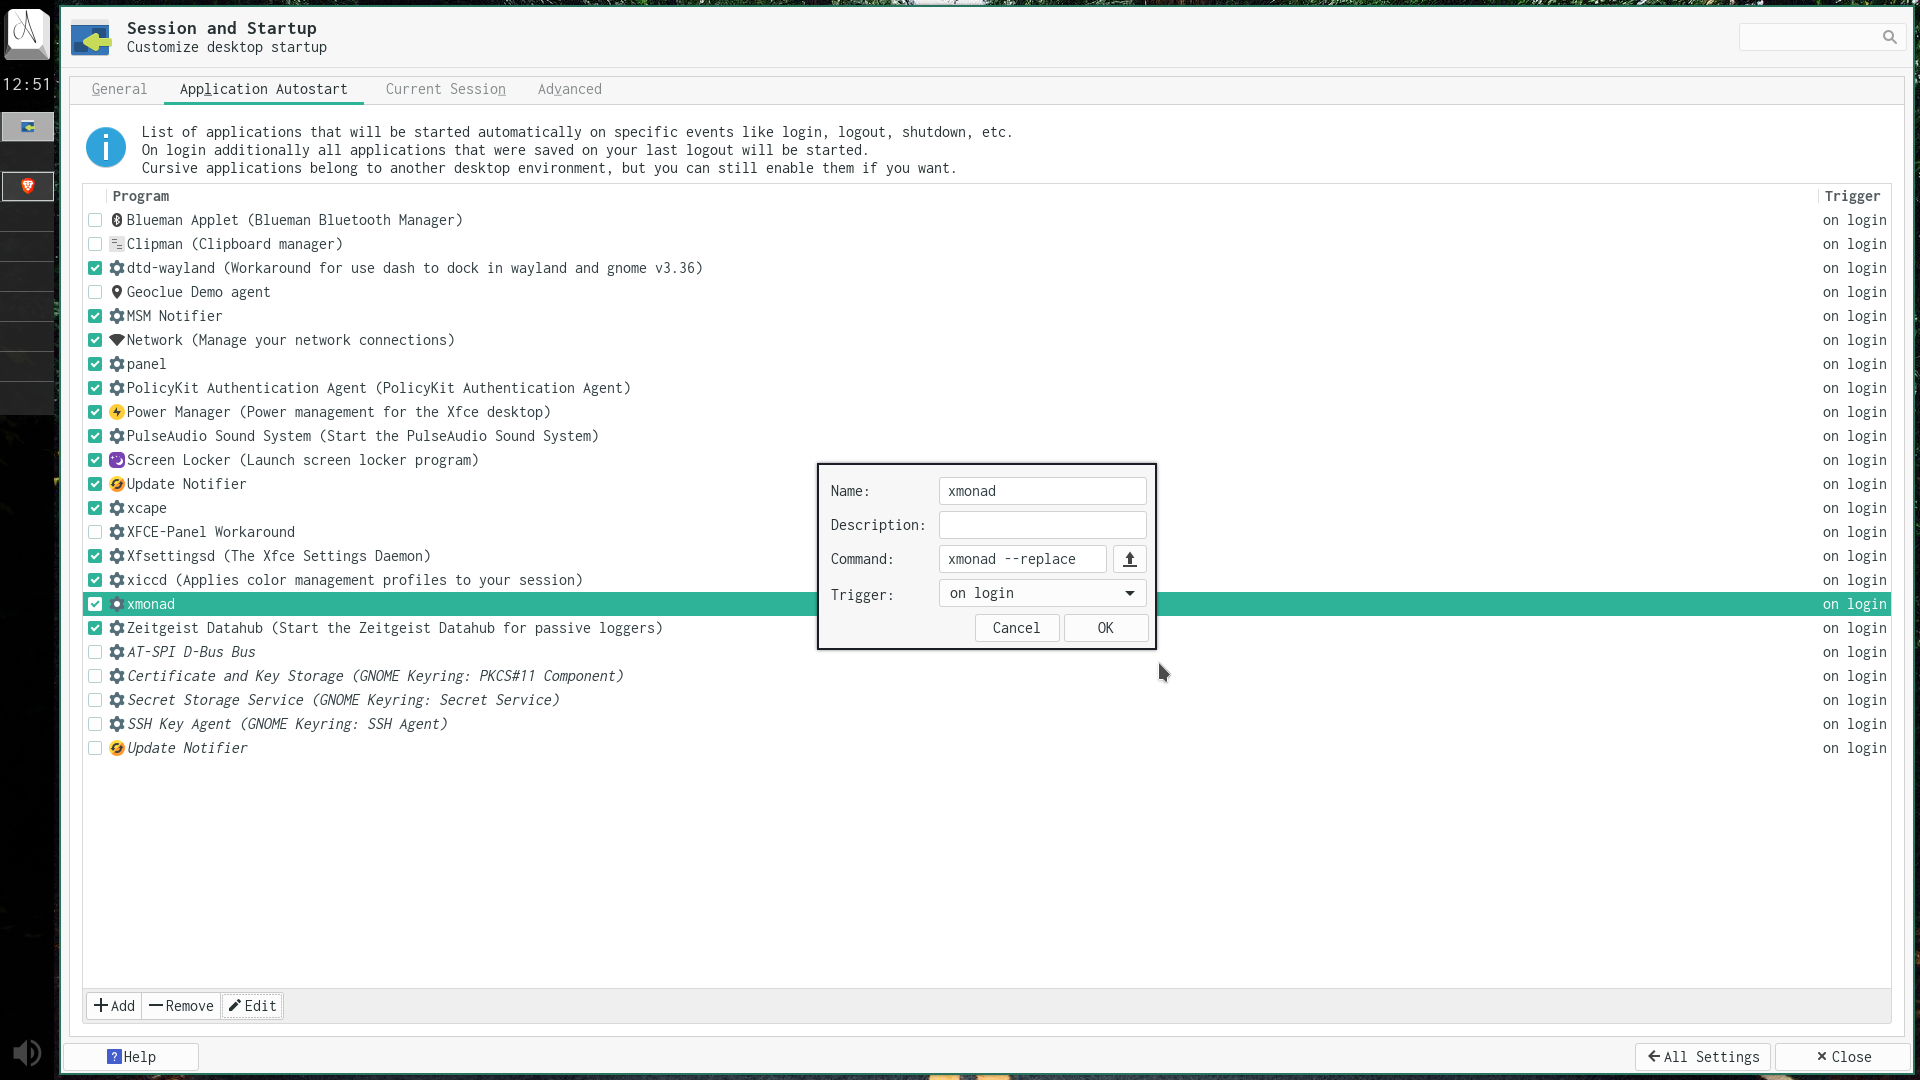 Session and Startup
Customize desktop startup
12:51
General Application Autostart Current Session Advanced
List of applications that will be started automatically on specific events like login, logout, shutdown, etc.
On login additionally all applications that were saved on your last logout will be started.
Cursive applications belong to another desktop environment, but you can still enable them if you want.
Program Trigger
Blueman Applet (Blueman Bluetooth Manager) on login
Clipman (Clipboard manager) on login
dtd-wayland (Workaround for use dash to dock in wayland and gnome v3.36) on login
Geoclue Demo agent on login
MSM Notifier on login
Network (Manage your network connections) on login
panel on login
PolicyKit Authentication Agent (PolicyKit Authentication Agent) on login
Power Manager (Power management for the Xfce desktop) on login
PulseAudio Sound System (Start the PulseAudio Sound System) on login
Screen Locker (Launch screen locker program) on login
Update Notifier on login
xcape on login
XFCE-Panel Workaround on login
Xfsettingsd (The Xfce Settings Daemon) on login
xiccd (Applies color management profiles to your session) on login
xmonad on login
Zeitgeist Datahub (Start the Zeitgeist Datahub for passive loggers) on login
AT-SPI D-Bus Bus on login
Certificate and Key Storage (GNOME Keyring: PKCS#11 Component) on login
Secret Storage Service (GNOME Keyring: Secret Service) on login
SSH Key Agent (GNOME Keyring: SSH Agent) on login
Update Notifier on login
Name: xmonad
Description:
Command: xmonad --replace
Trigger: on login
Cancel OK
Add Remove Edit
Help All Settings Close